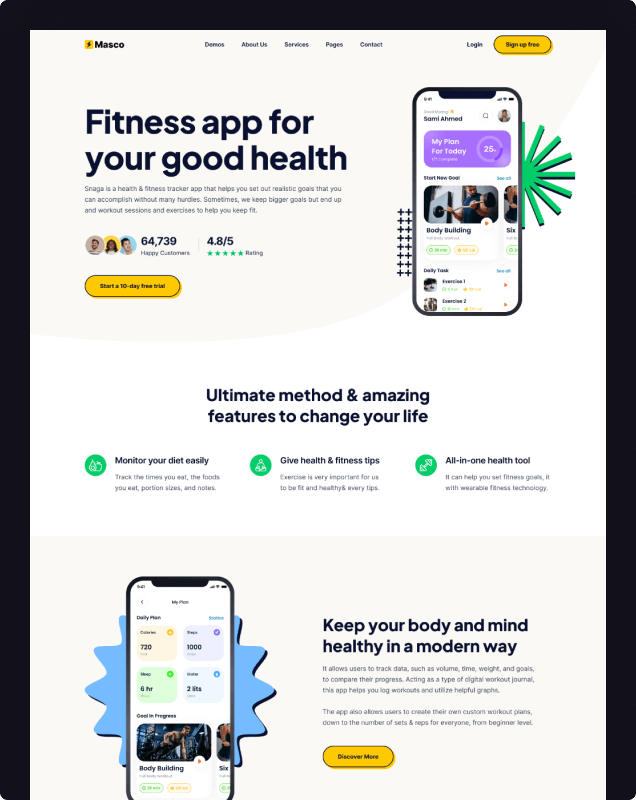 Masco
Demos
About Us
Services
Pages
Contact
Login
Sign up free
Fitness app for
your good health
Snaga is a health & fitness tracker app that helps you set out realistic goals that you
can accomplish without many hurdles. Sometimes, we keep bigger goals but end up
and workout sessions and exercises to help you keep fit.
64,739
Happy Customers
4.8/5
Rating
Start a 10-day free trial
9:41
Good Morning!
Sami Ahmed
My Plan
For Today
1/7 Complete
25%
Start New Goal
See all
Body Building
Full body workout
Six
Daily Task
See all
Exercise 1
Exercise 2
Ultimate method & amazing
features to change your life
Monitor your diet easily
Track the times you eat, the foods
you eat, portion sizes, and notes.
Give health & fitness tips
Exercise is very important for us
to be fit and healthy& every tips.
All-in-one health tool
It can help you set fitness goals, it
with wearable fitness technology.
9:41
My Plan
Daily Plan
Calories
720
Steps
1000
Sleep
6 hr
Water
2 lits
Goal In Progress
Body Building
Full body workout
Six
Keep your body and mind
healthy in a modern way
It allows users to track data, such as volume, time, weight, and goals,
to compare their progress. Acting as a type of digital workout journal,
this app helps you log workouts and utilize helpful graphs.
The app also allows users to create their own custom workout plans,
down to the number of sets & reps for everyone, from beginner level.
Discover More